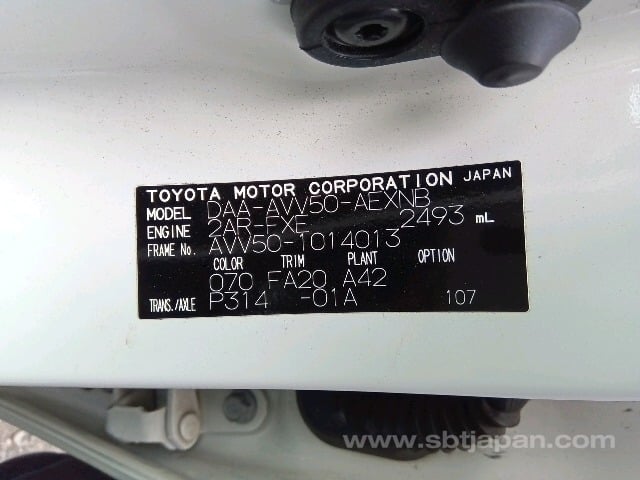 TOYOTA MOTOR CORPORATION JAPAN
MODEL DAA-AVV50-AEXNB
ENGINE 2AR-FXE 2493 mL
FRAME No. AVV50-1014013
COLOR TRIM PLANT OPTION
070 FA20 A42
TRANS./AXLE P314 -01A 107
www.sbtjapan.com